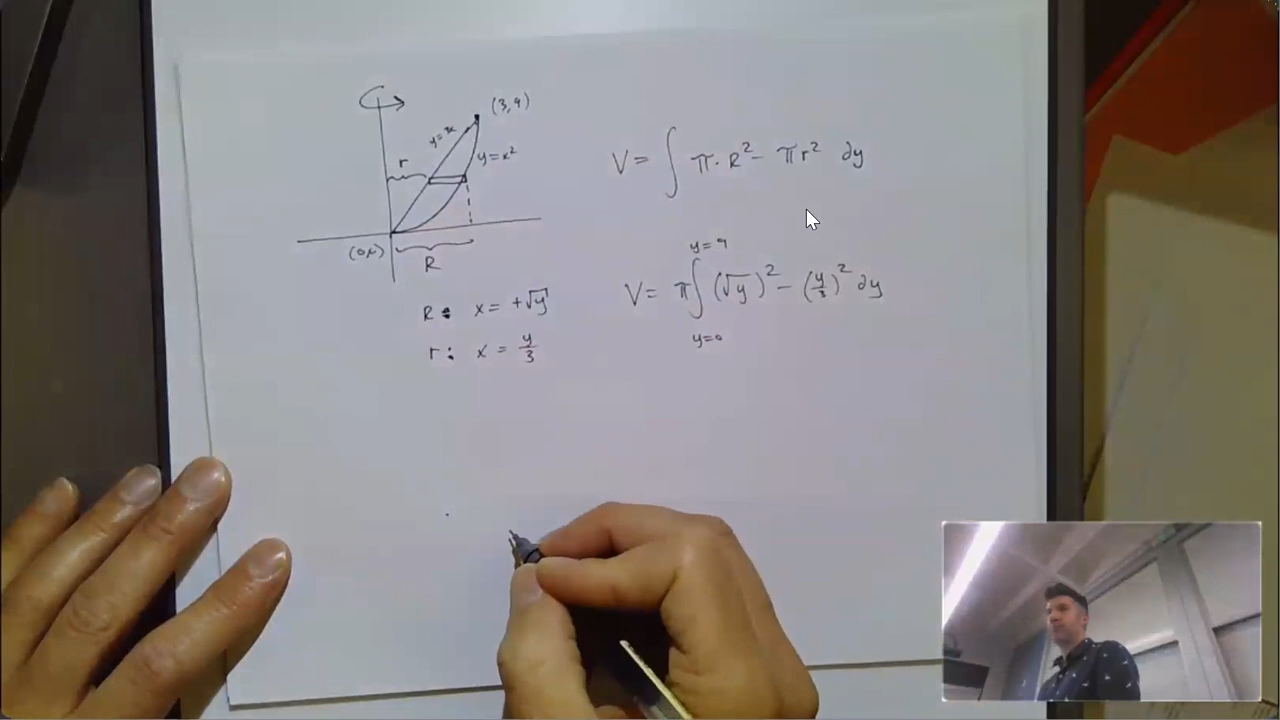 (3,9)
y=3x
y=x²
r
(0,0)
R
R: x = +√y
r: x = y/3
V = ∫ π·R² − πr² dy
y=9
V = π∫ (√y)² − (y/3)² dy
y=0